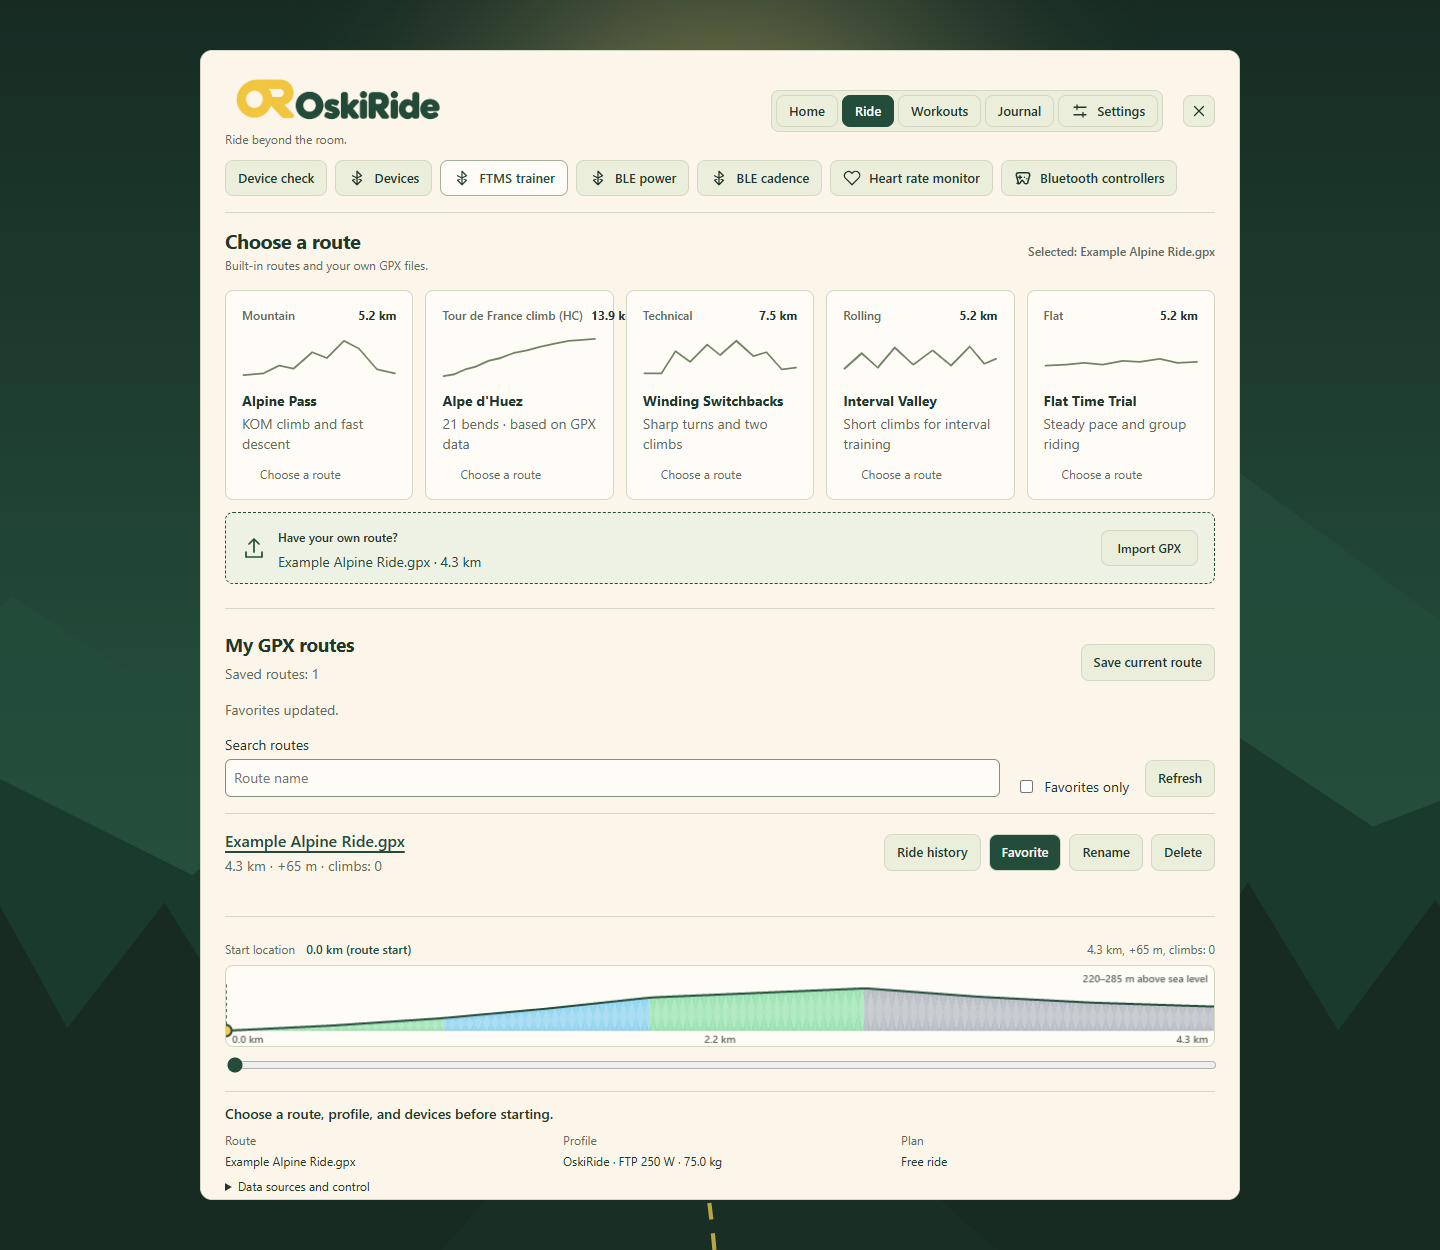 OR OskiRide
Ride beyond the room.
Home
Ride
Workouts
Journal
Settings
Device check
Devices
FTMS trainer
BLE power
BLE cadence
Heart rate monitor
Bluetooth controllers
Choose a route
Built-in routes and your own GPX files.
Selected: Example Alpine Ride.gpx
Mountain 5.2 km
Alpine Pass
KOM climb and fast
descent
Choose a route
Tour de France climb (HC) 13.9 k
Alpe d'Huez
21 bends · based on GPX
data
Choose a route
Technical 7.5 km
Winding Switchbacks
Sharp turns and two
climbs
Choose a route
Rolling 5.2 km
Interval Valley
Short climbs for interval
training
Choose a route
Flat 5.2 km
Flat Time Trial
Steady pace and group
riding
Choose a route
Have your own route?
Example Alpine Ride.gpx · 4.3 km
Import GPX
My GPX routes
Saved routes: 1
Save current route
Favorites updated.
Search routes
Route name
Favorites only
Refresh
Example Alpine Ride.gpx
4.3 km · +65 m · climbs: 0
Ride history
Favorite
Rename
Delete
Start location 0.0 km (route start)
4.3 km, +65 m, climbs: 0
220–285 m above sea level
0.0 km 2.2 km 4.3 km
Choose a route, profile, and devices before starting.
Route
Example Alpine Ride.gpx
Profile
OskiRide · FTP 250 W · 75.0 kg
Plan
Free ride
Data sources and control